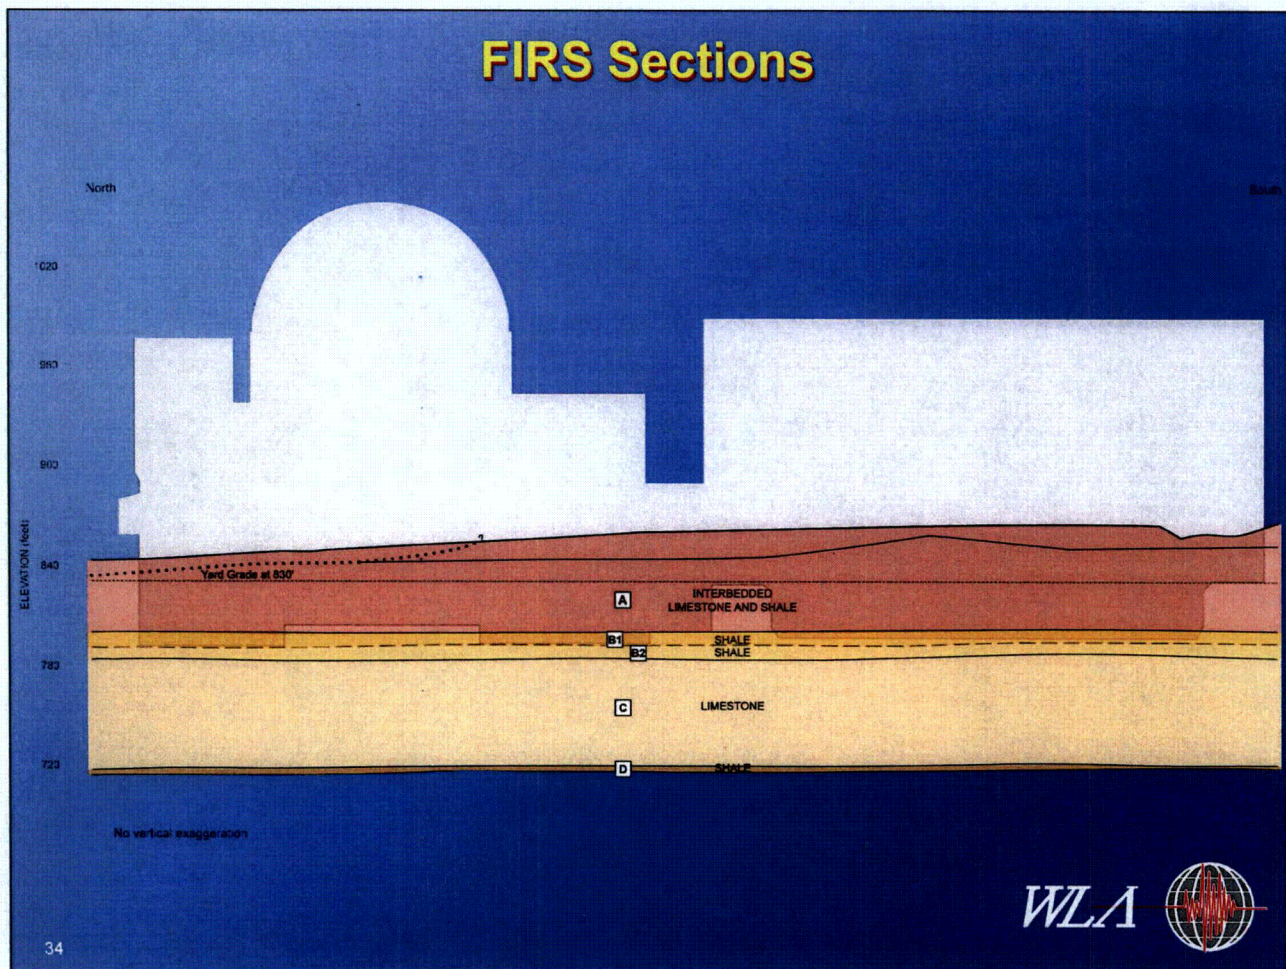 FIRS Sections
North
South
1020
960
900
ELEVATION (feet)
840
Yard Grade at 830'
A
INTERBEDDED
LIMESTONE AND SHALE
B1
SHALE
B2
SHALE
780
C
LIMESTONE
720
D
SHALE
No vertical exaggeration
WLA
34
?